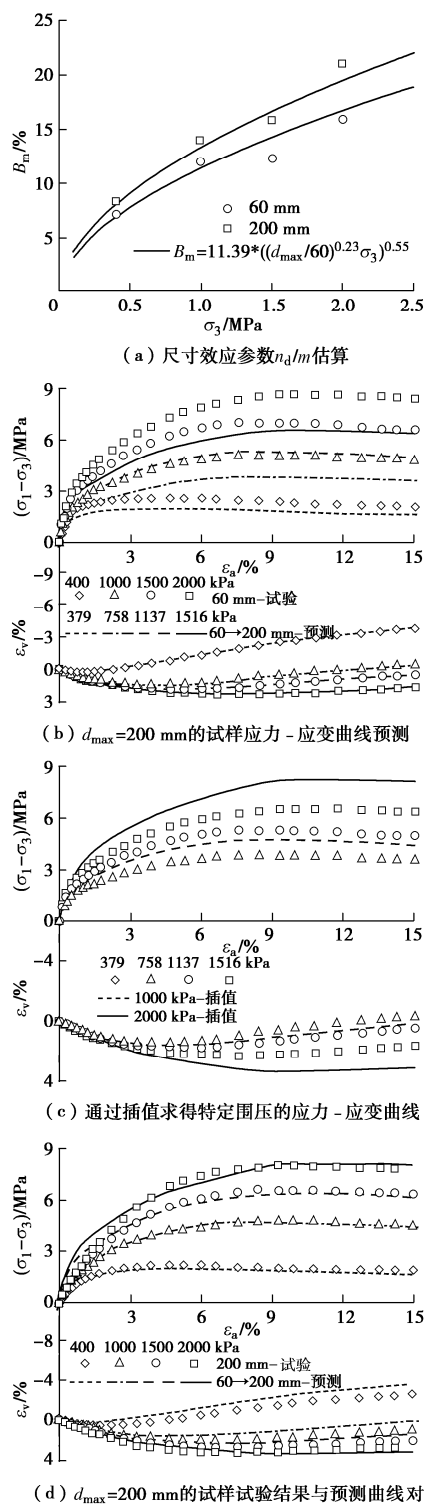 25
20
15
10
5
B_m/%
60 mm
200 mm
B_m=11.39*((d_max/60)^0.23σ_3)^0.55
0 0.5 1.0 1.5 2.0 2.5
σ_3/MPa
(a) 尺寸效应参数n_d/m估算
9
6
3
0
(σ_1-σ_3)/MPa
3 6 9 12 15
ε_a/%
-9
-6
-3
0
3
ε_v/%
400 1000 1500 2000 kPa
60 mm-试验
379 758 1137 1516 kPa
60→200 mm-预测
(b) d_max=200 mm的试样应力-应变曲线预测
9
6
3
0
(σ_1-σ_3)/MPa
3 6 9 12 15
ε_a/%
-4
0
4
ε_v/%
379 758 1137 1516 kPa
1000 kPa-插值
2000 kPa-插值
(c) 通过插值求得特定围压的应力-应变曲线
9
6
3
0
(σ_1-σ_3)/MPa
3 6 9 12 15
ε_a/%
-8
-4
0
4
ε_v/%
400 1000 1500 2000 kPa
200 mm-试验
60→200 mm-预测
(d) d_max=200 mm的试样试验结果与预测曲线对